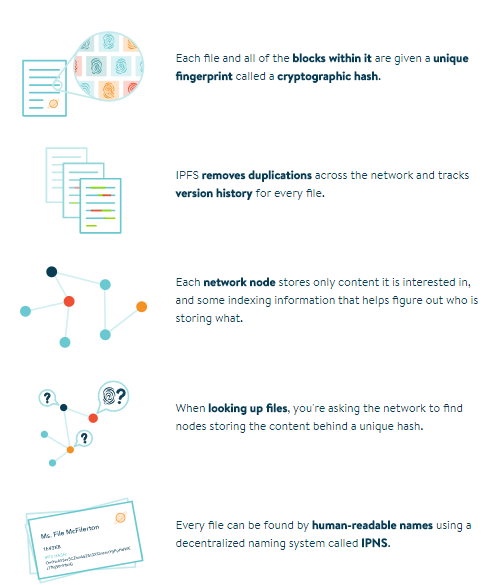 Each file and all of the blocks within it are given a unique
fingerprint called a cryptographic hash.
IPFS removes duplications across the network and tracks
version history for every file.
Each network node stores only content it is interested in,
and some indexing information that helps figure out who is
storing what.
?
?
?
When looking up files, you're asking the network to find
nodes storing the content behind a unique hash.
Ms. File McFilerton
Every file can be found by human-readable names using a
decentralized naming system called IPNS.